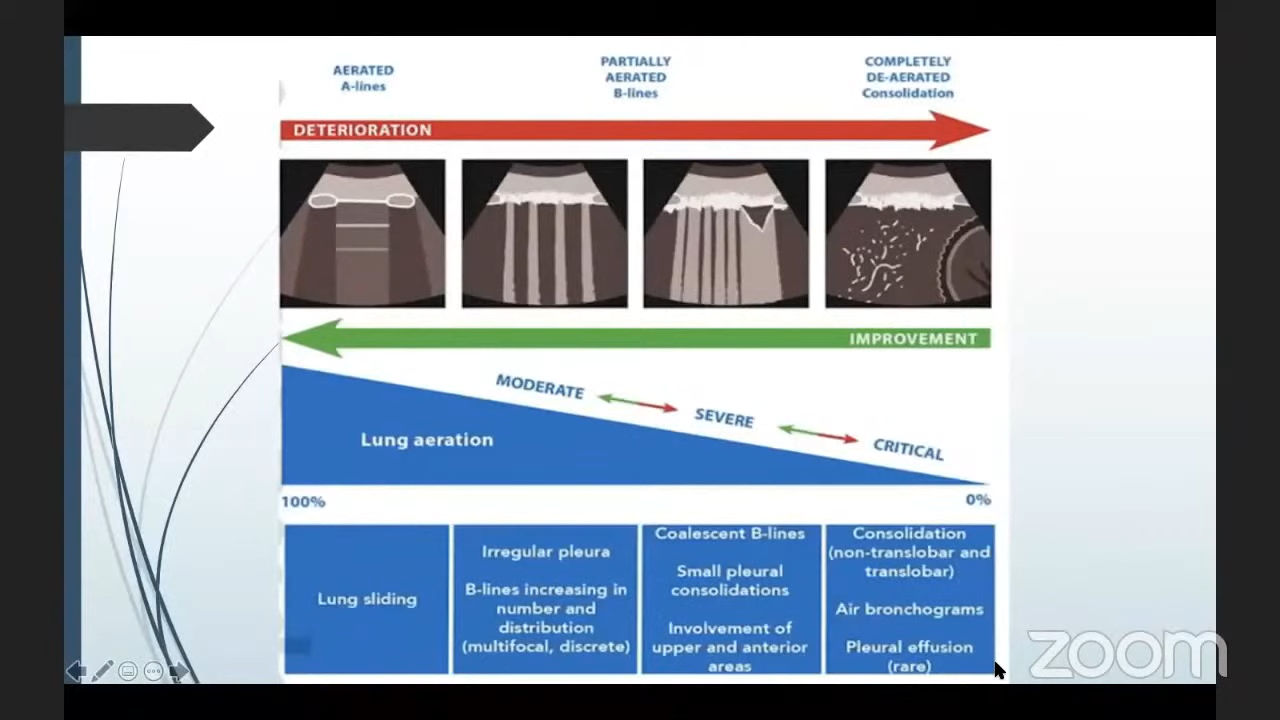 AERATED
A-lines
PARTIALLY
AERATED
B-lines
COMPLETELY
DE-AERATED
Consolidation
DETERIORATION
IMPROVEMENT
MODERATE
SEVERE
CRITICAL
Lung aeration
100%
0%
Lung sliding
Irregular pleura
B-lines increasing in
number and
distribution
(multifocal, discrete)
Coalescent B-lines
Small pleural
consolidations
Involvement of
upper and anterior
areas
Consolidation
(non-translobar and
translobar)
Air bronchograms
Pleural effusion
(rare)
zoom